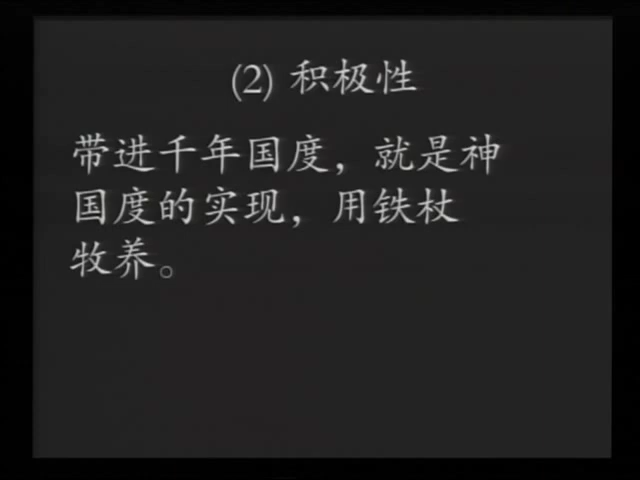 (2) 积极性
带进千年国度，就是神
国度的实现，用铁杖
牧养。